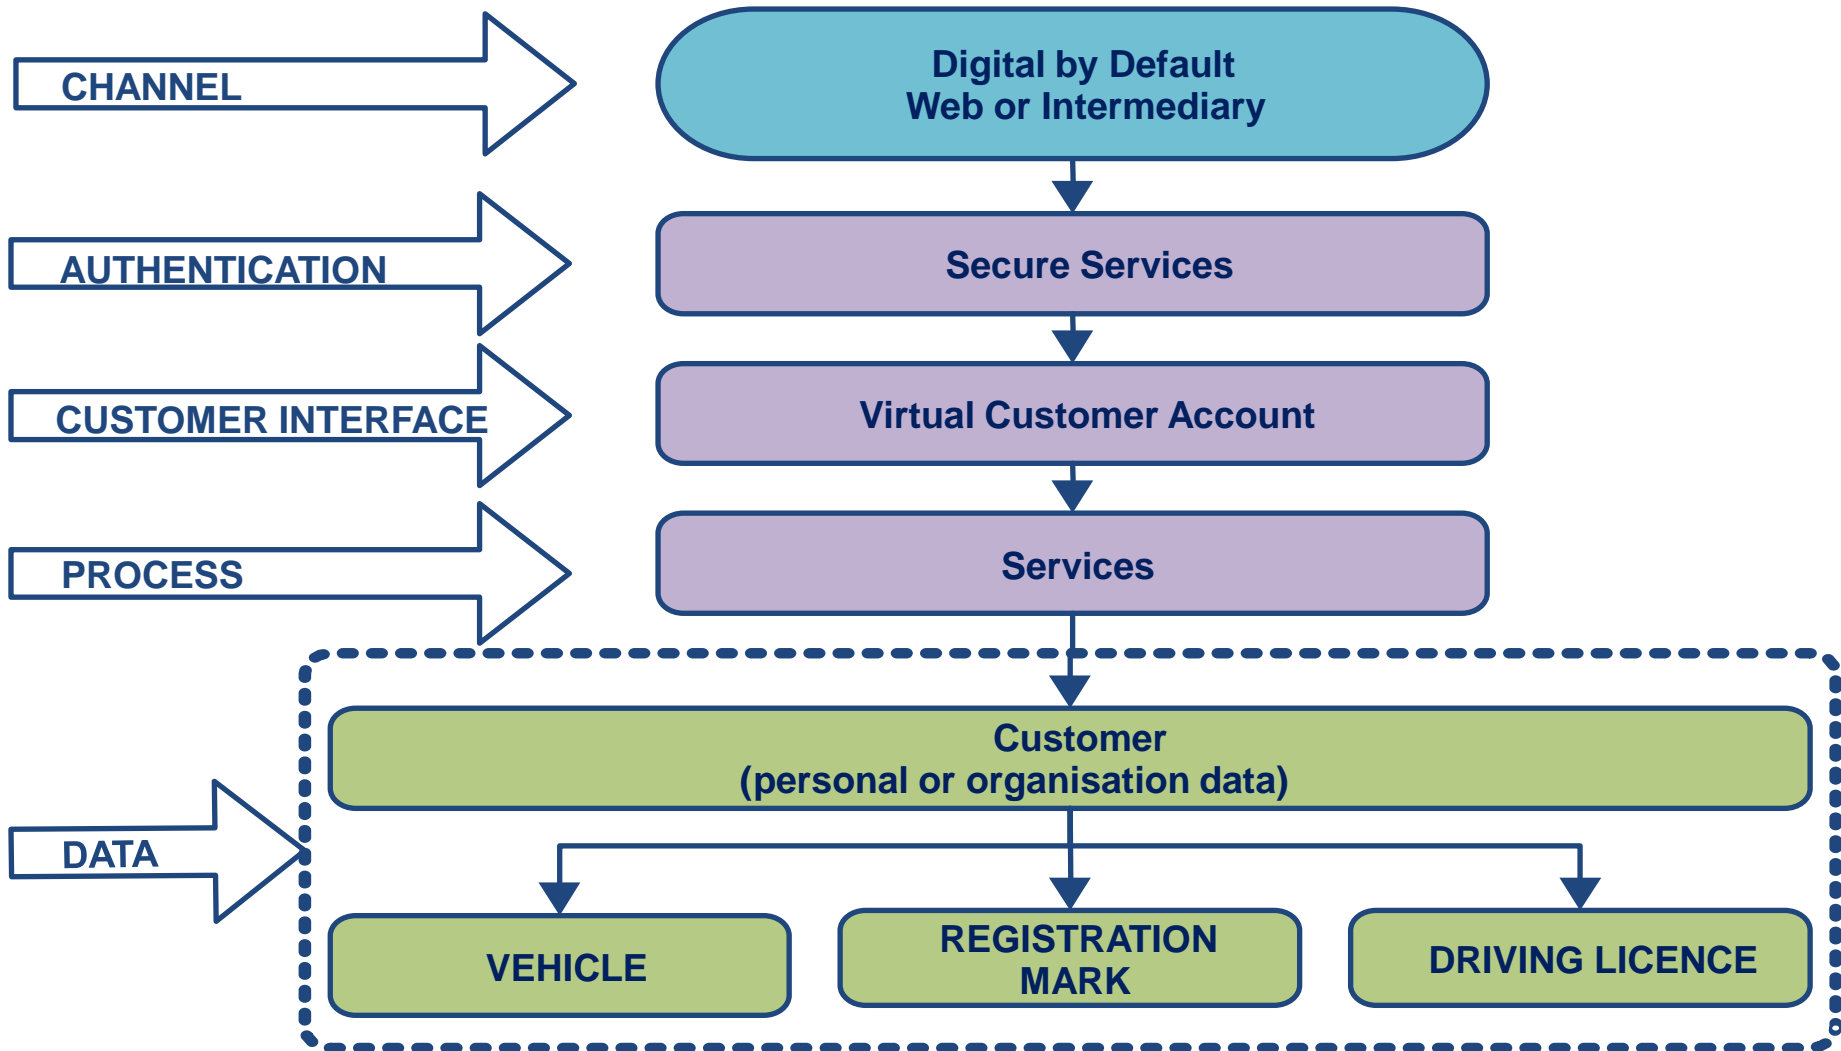 CHANNEL
Digital by Default
Web or Intermediary
AUTHENTICATION
Secure Services
CUSTOMER INTERFACE
Virtual Customer Account
PROCESS
Services
Customer
(personal or organisation data)
DATA
VEHICLE
REGISTRATION
MARK
DRIVING LICENCE